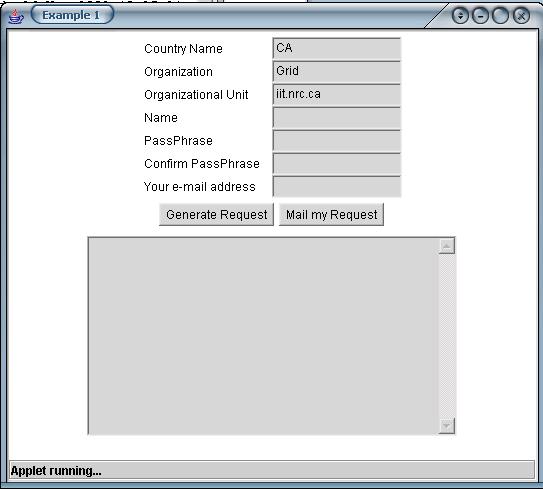 Example 1
Country Name CA
Organization Grid
Organizational Unit iit.nrc.ca
Name
PassPhrase
Confirm PassPhrase
Your e-mail address
Generate Request Mail my Request
Applet running...